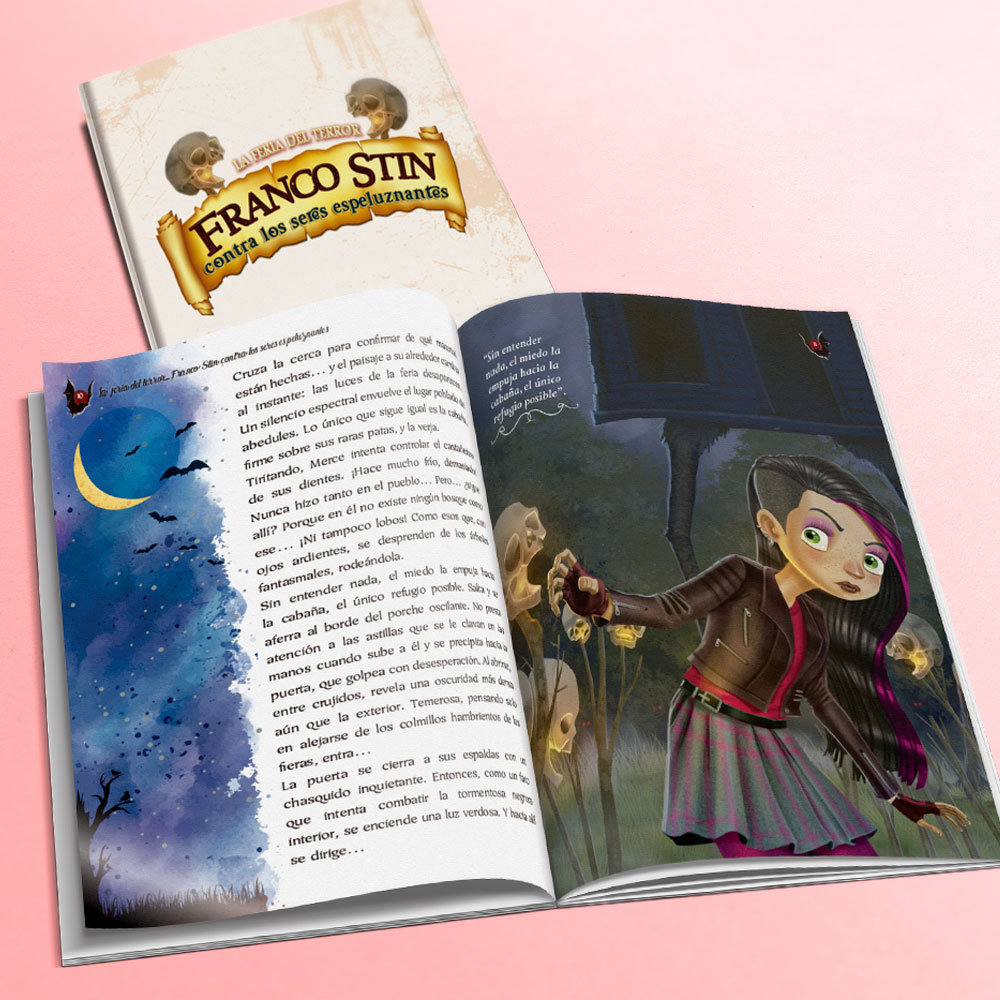 LA FERIA DEL TERROR
FRANCO STIN
contra los seres espeluznantes
10
La feria del terror... Franco Stin contra los seres espeluznantes
Cruza la cerca para confirmar de qué
están hechas… y el paisaje a su alrededor
al instante: las luces de la feria
Un silencio espectral envuelve el lugar poblado
abedules. Lo único que sigue igual es la
firme sobre sus raras patas, y la verja.
Tiritando, Merce intenta controlar el
de sus dientes. ¡Hace mucho frío,
Nunca hizo tanto en el pueblo… Pero…
allí? Porque en él no existe ningún bosque como
ese… ¡Ni tampoco lobos! Como esos que, con
ojos ardientes, se desprenden de los árboles
fantasmales, rodeándola.
Sin entender nada, el miedo la empuja hacia
la cabaña, el único refugio posible. Salta y se
aferra al borde del porche oscilante. No presta
atención a las astillas que se le clavan en las
manos cuando sube a él y se precipita hacia la
puerta, que golpea con desesperación. Al abrirse,
entre crujidos, revela una oscuridad más densa
aún que la exterior. Temerosa, pensando solo
en alejarse de los colmillos hambrientos de las
fieras, entra…
La puerta se cierra a sus espaldas con un
chasquido inquietante. Entonces, como un faro
que intenta combatir la tormentosa negrura
interior, se enciende una luz verdosa. Y hacia allí
se dirige…
“Sin entender
nada, el miedo la
empuja hacia la
cabaña, el único
refugio posible”.